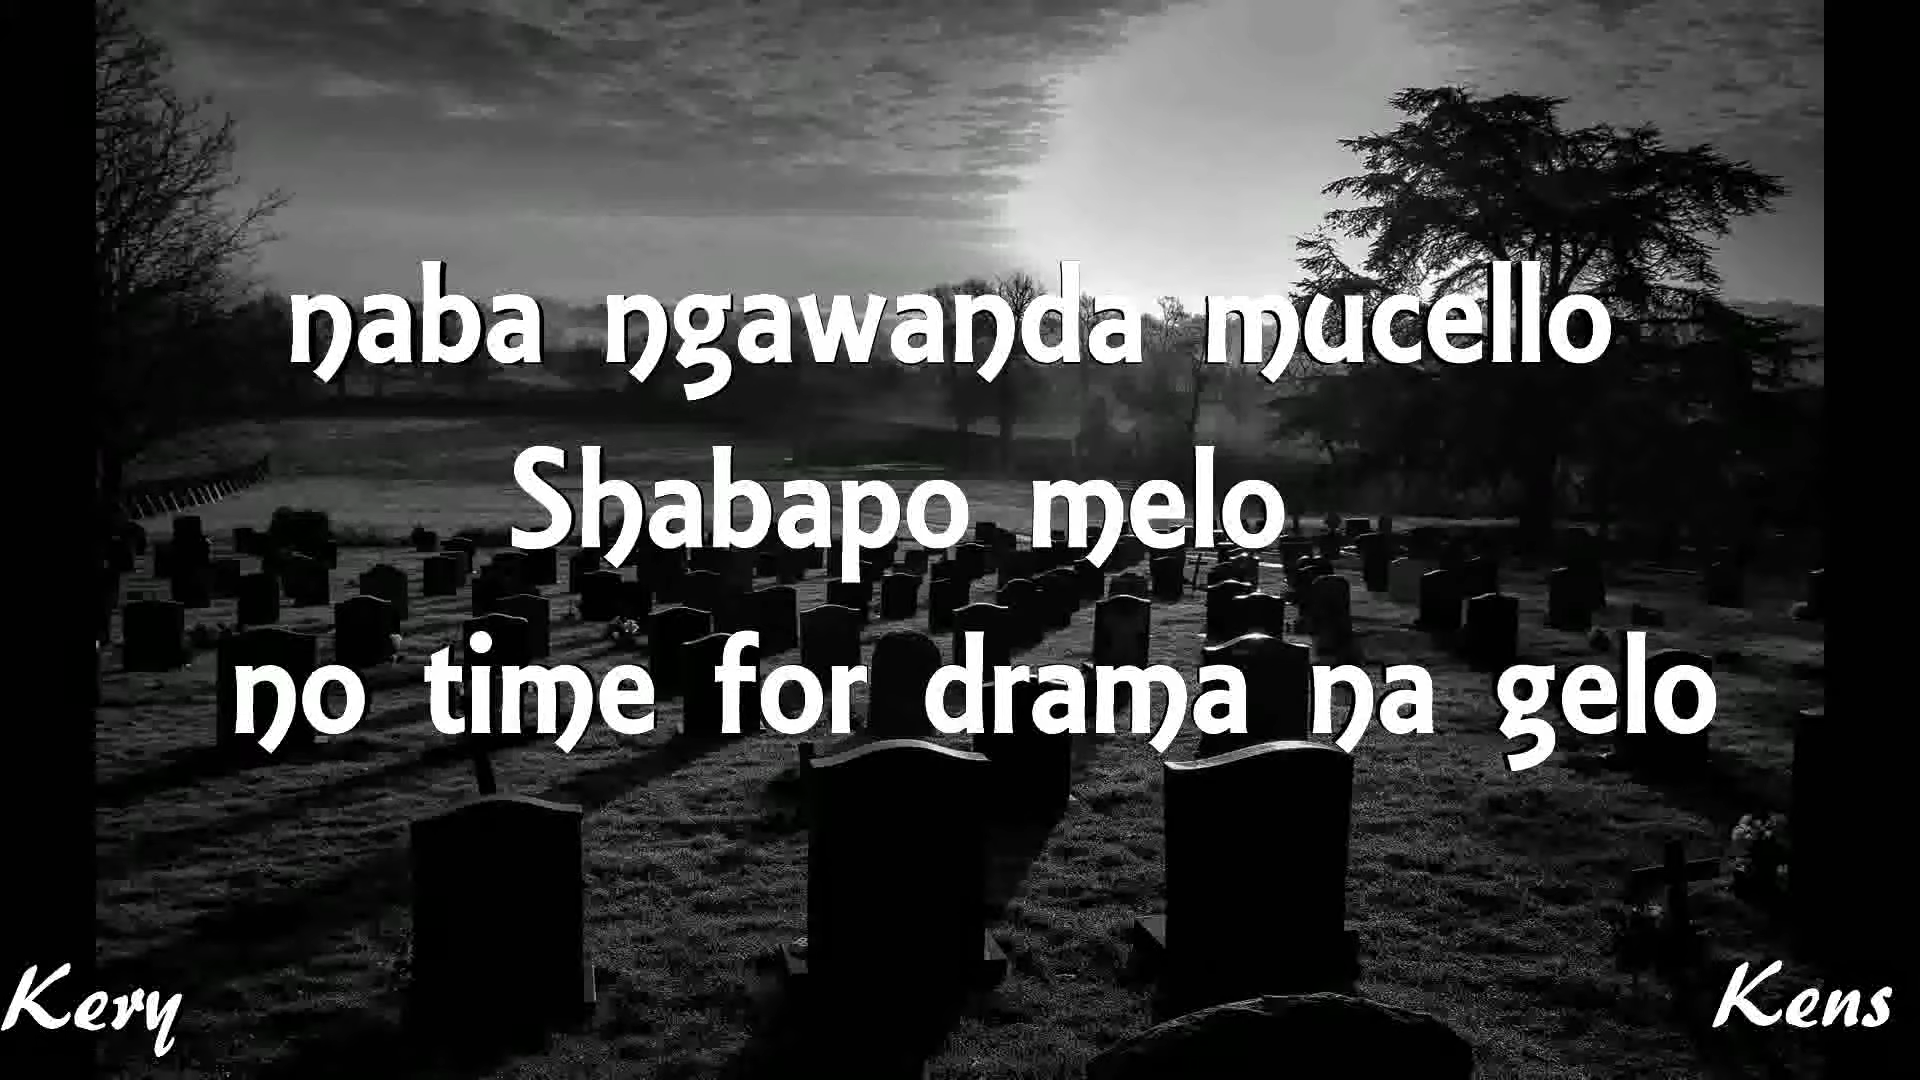 naba ngawanda mucello
Shabapo melo
no time for drama na gelo
Kery
Kens